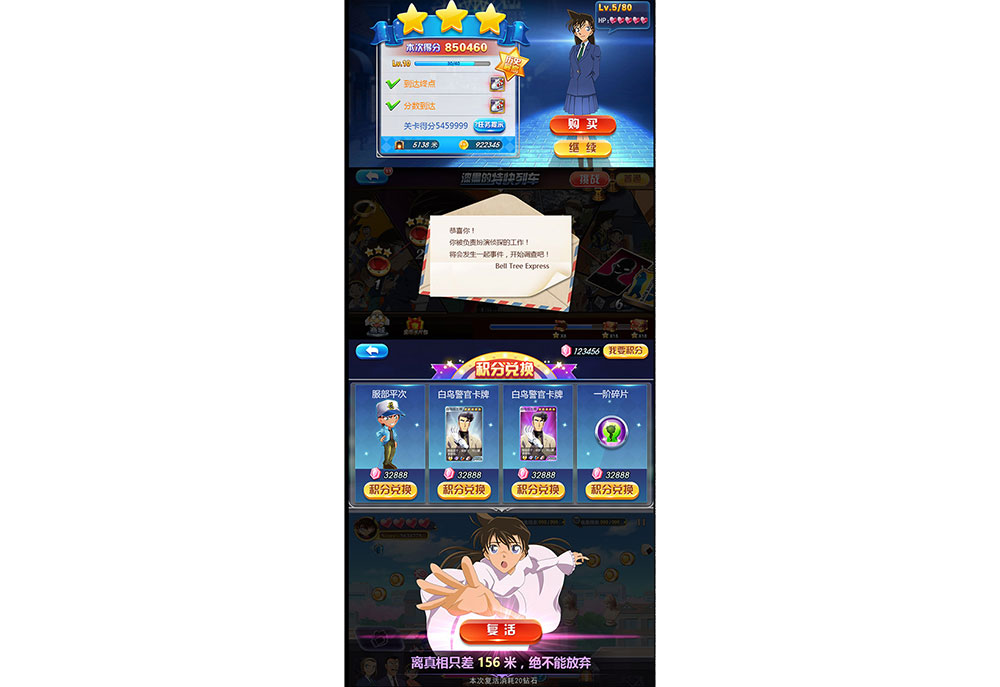 Lv.5/80
HP:
本次得分 850460
Lv.10
到达终点
分数到达
关卡得分5459999
5138 米
922345
购 买
继 续
漆黑的特快列车
挑战
恭喜你！
你被负责扮演侦探的工作！
将会发生一起事件，开始调查吧！
Bell Tree Express
123456
我要积分
积分兑换
服部平次
白鸟警官卡牌
白鸟警官卡牌
一阶碎片
32888
32888
32888
32888
积分兑换
积分兑换
积分兑换
积分兑换
复 活
离真相只差 156 米，绝不能放弃
本次复活消耗20钻石